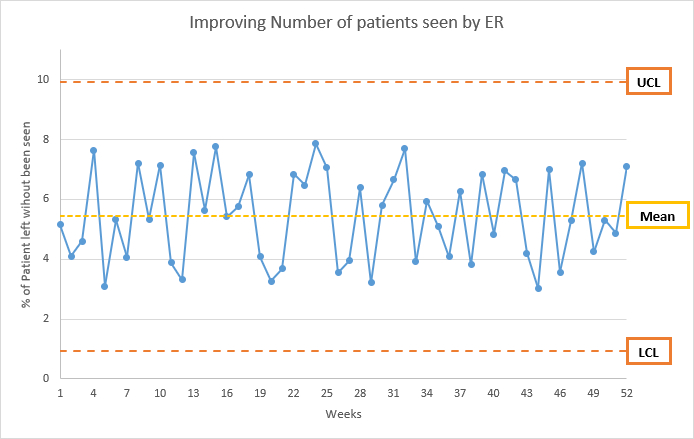 Improving Number of patients seen by ER
% of Patient left wihout been seen
10
8
6
4
2
0
UCL
Mean
LCL
1 4 7 10 13 16 19 22 25 28 31 34 37 40 43 46 49 52
Weeks